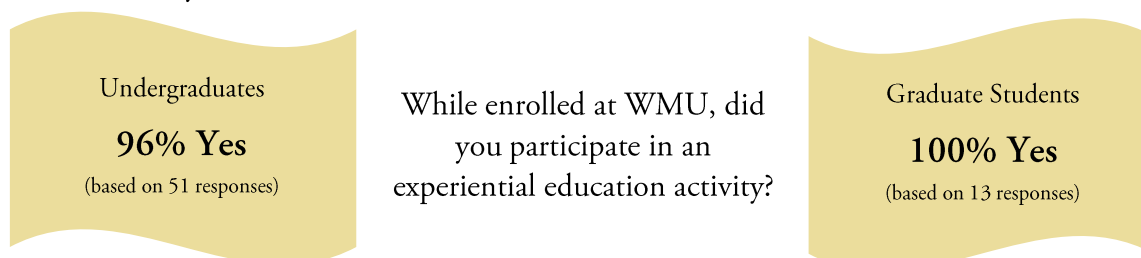 Undergraduates
96% Yes
(based on 51 responses)
While enrolled at WMU, did
you participate in an
experiential education activity?
Graduate Students
100% Yes
(based on 13 responses)